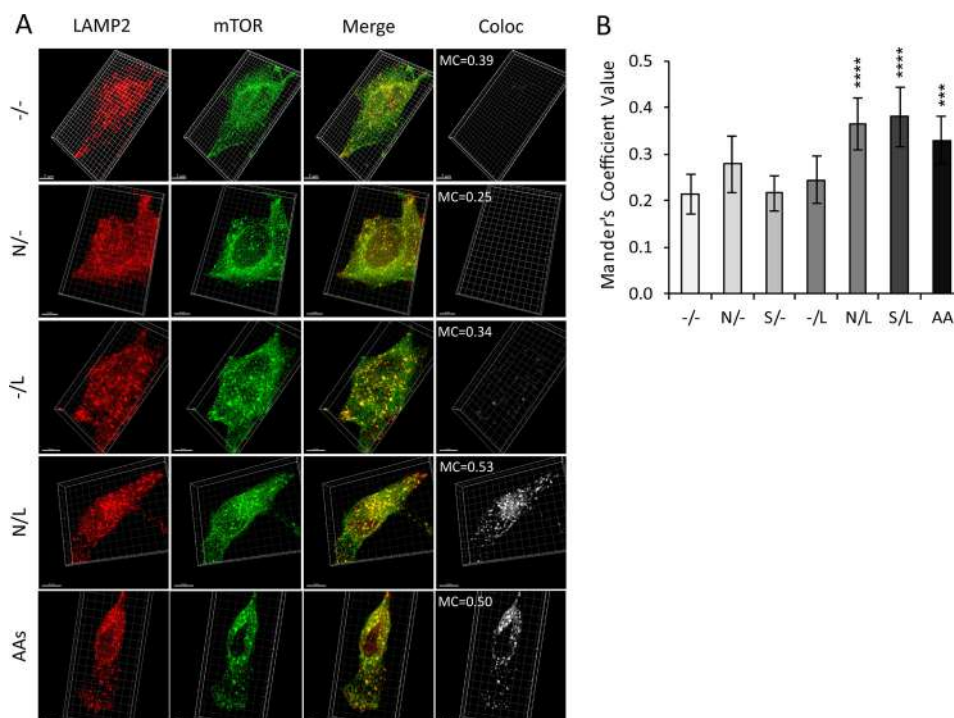 A
LAMP2 mTOR Merge Coloc
-/-
MC=0.39
N/-
MC=0.25
-/L
MC=0.34
N/L
MC=0.53
AAs
MC=0.50
B
Mander's Coefficient Value
0.5
0.4
0.3
0.2
0.1
0.0
**** **** ***
-/- N/- S/- -/L N/L S/L AA